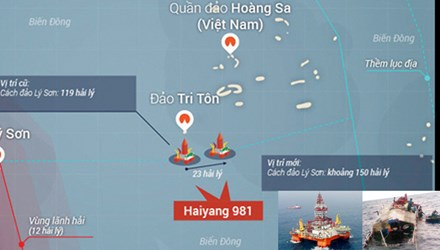 Quần đảo Hoàng Sa
(Việt Nam)
Biển Đông
Biển Đông
Thềm lục địa
Vị trí cũ:
Cách đảo Lý Sơn: 119 hải lý
Đảo Tri Tôn
Sơn
23 hải lý
Vị trí mới:
Cách đảo Lý Sơn: khoảng 150 hải lý
Haiyang 981
Vùng lãnh hải
(12 hải lý)
Biển Đông